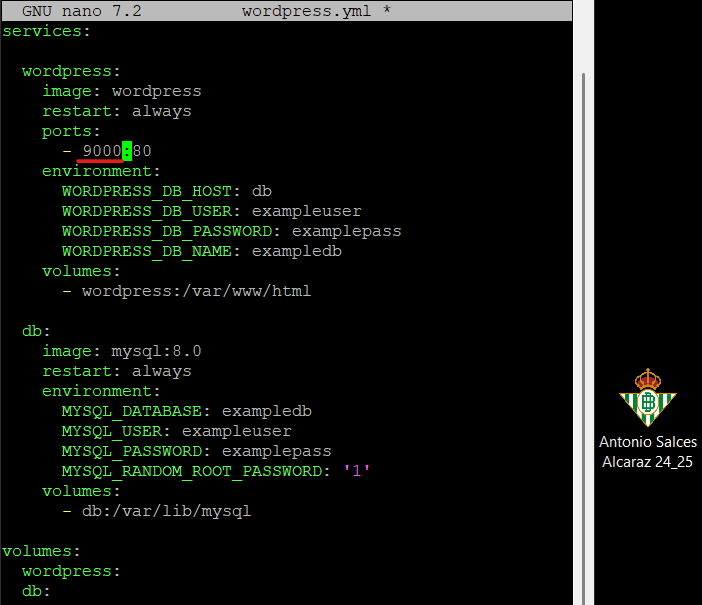 GNU nano 7.2 wordpress.yml *
services:
  wordpress:
    image: wordpress
    restart: always
    ports:
      - 9000:80
    environment:
      WORDPRESS_DB_HOST: db
      WORDPRESS_DB_USER: exampleuser
      WORDPRESS_DB_PASSWORD: examplepass
      WORDPRESS_DB_NAME: exampledb
    volumes:
      - wordpress:/var/www/html
  db:
    image: mysql:8.0
    restart: always
    environment:
      MYSQL_DATABASE: exampledb
      MYSQL_USER: exampleuser
      MYSQL_PASSWORD: examplepass
      MYSQL_RANDOM_ROOT_PASSWORD: '1'
    volumes:
      - db:/var/lib/mysql
volumes:
  wordpress:
  db:
Antonio Salces
Alcaraz 24_25